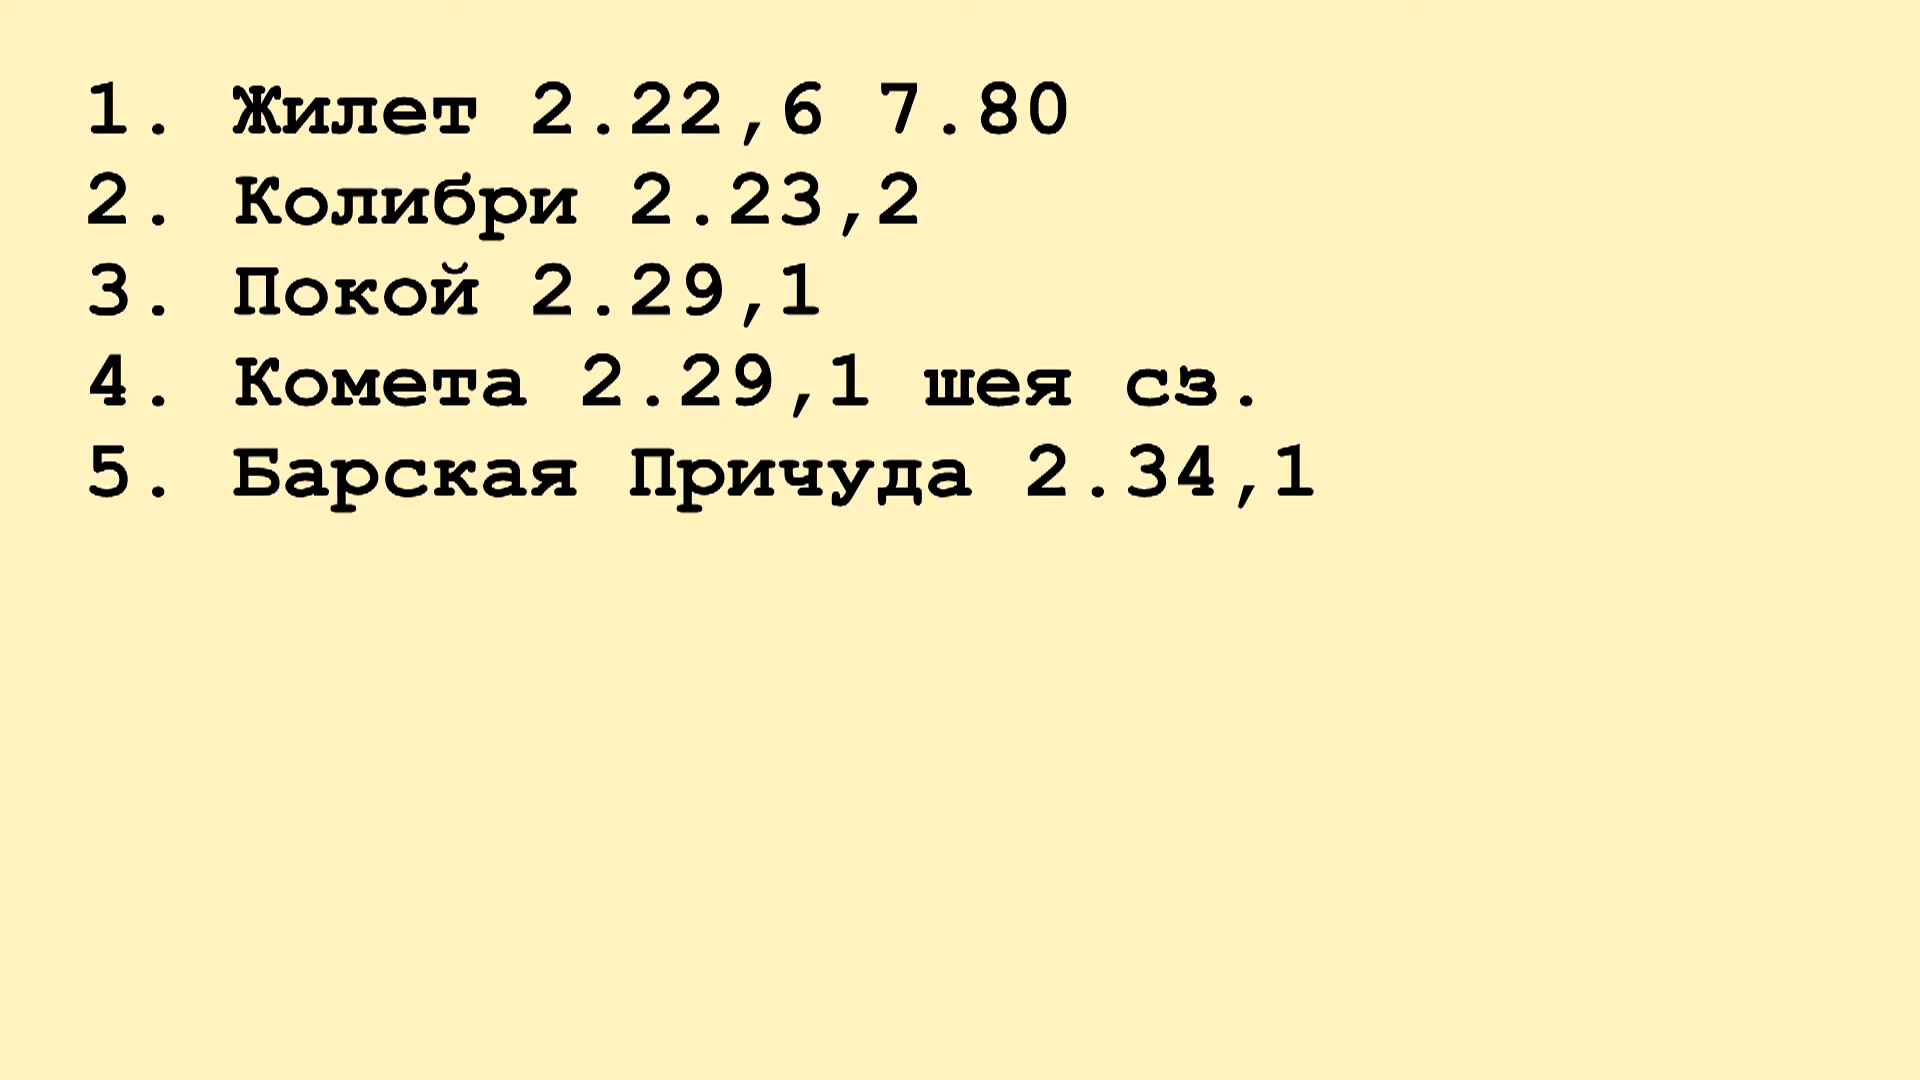 1. Жилет 2.22,6 7.80
2. Колибри 2.23,2
3. Покой 2.29,1
4. Комета 2.29,1 шея сз.
5. Барская Причуда 2.34,1